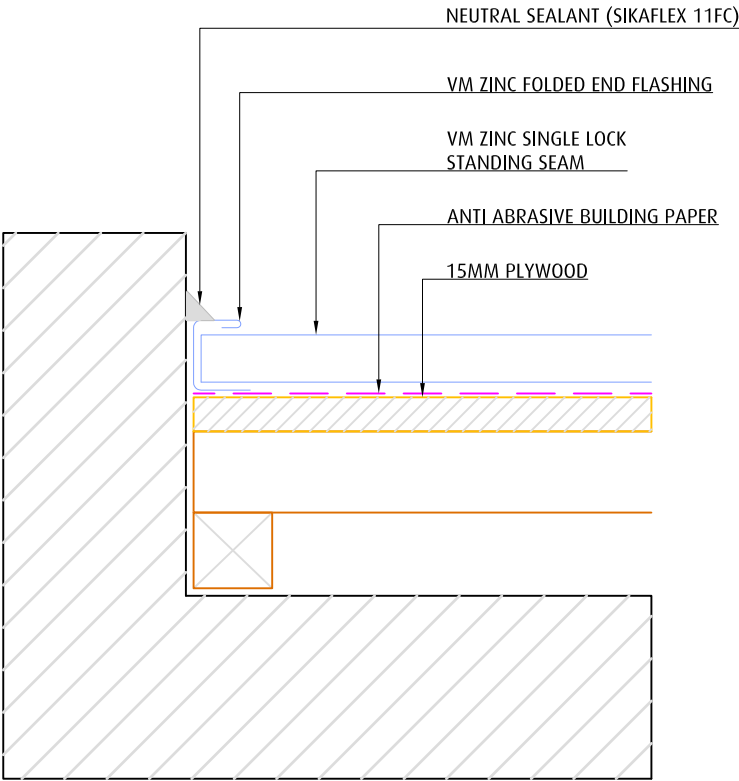 NEUTRAL SEALANT (SIKAFLEX 11FC)
VM ZINC FOLDED END FLASHING
VM ZINC SINGLE LOCK
STANDING SEAM
ANTI ABRASIVE BUILDING PAPER
15MM PLYWOOD